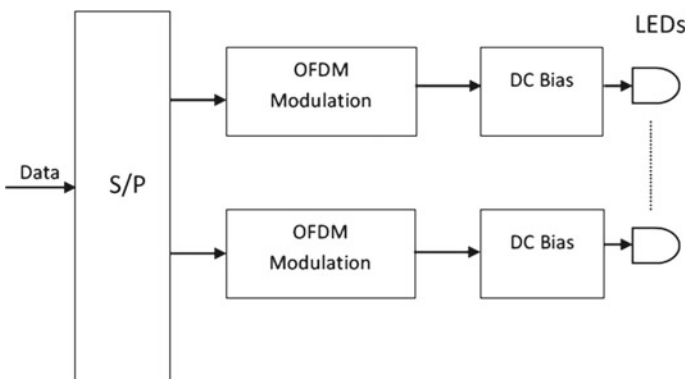 LEDs
OFDM
Modulation
DC Bias
Data
S/P
OFDM
Modulation
DC Bias